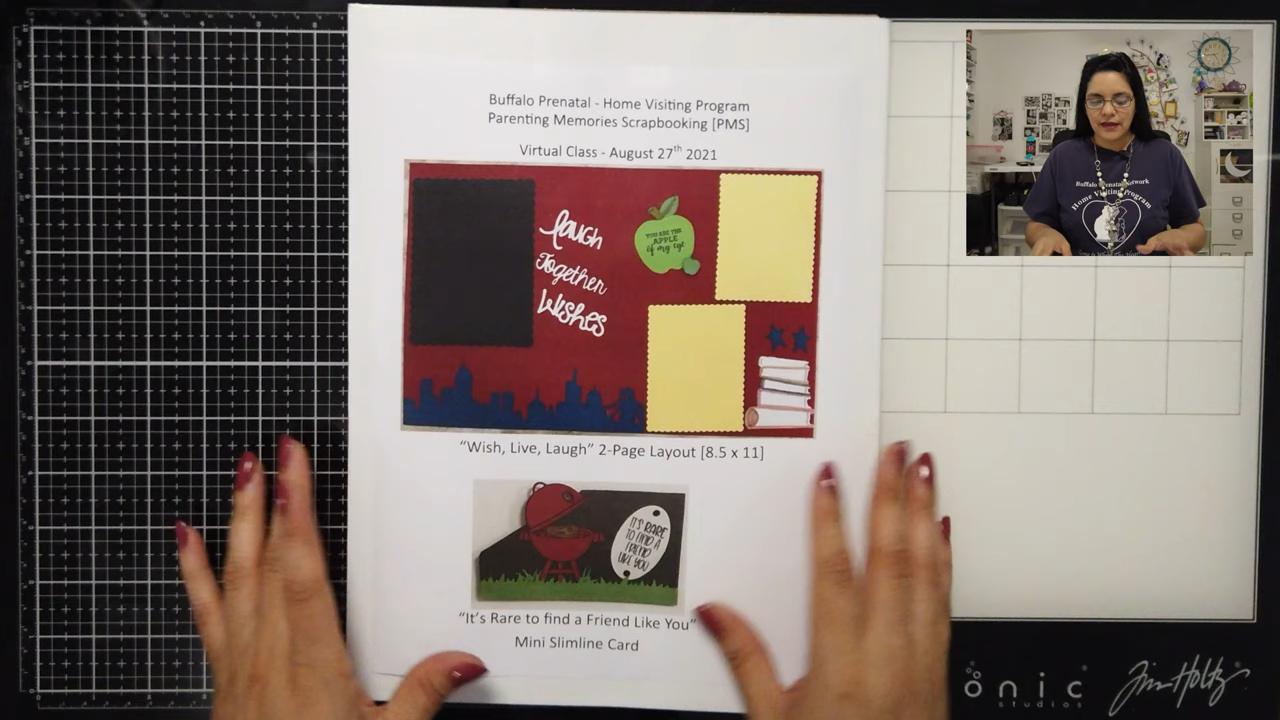 Buffalo Prenatal - Home Visiting Program
Parenting Memories Scrapbooking [PMS]
Virtual Class - August 27th 2021
laugh
Together
Wishes
YOU ARE THE
APPLE
of my eye
"Wish, Live, Laugh" 2-Page Layout [8.5 x 11]
IT'S RARE
TO FIND A
FRIEND
LIKE YOU
"It's Rare to find a Friend Like You"
Mini Slimline Card
Buffalo Prenatal Network
Home Visiting Program
onic
studios
Tim Holtz